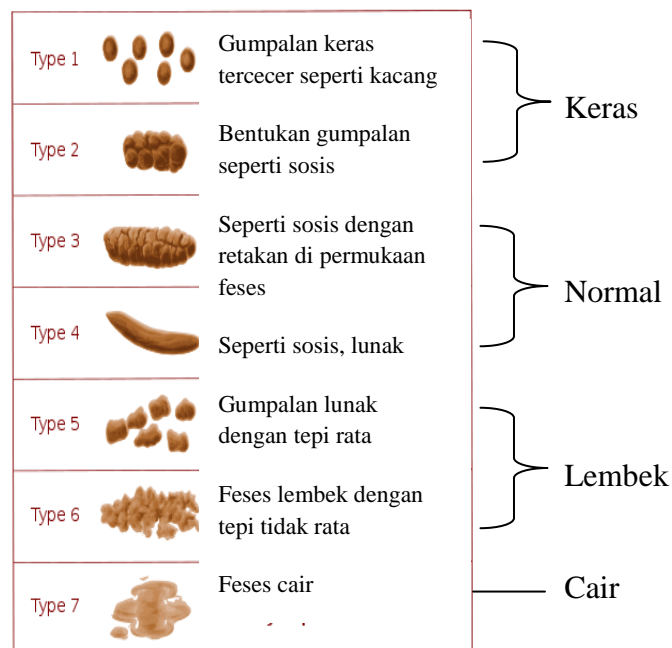 Type 1
Gumpalan keras
tercecer seperti kacang
Type 2
Bentukan gumpalan
seperti sosis
Keras
Type 3
Seperti sosis dengan
retakan di permukaan
feses
Type 4
Seperti sosis, lunak
Normal
Type 5
Gumpalan lunak
dengan tepi rata
Type 6
Feses lembek dengan
tepi tidak rata
Lembek
Type 7
Feses cair
Cair